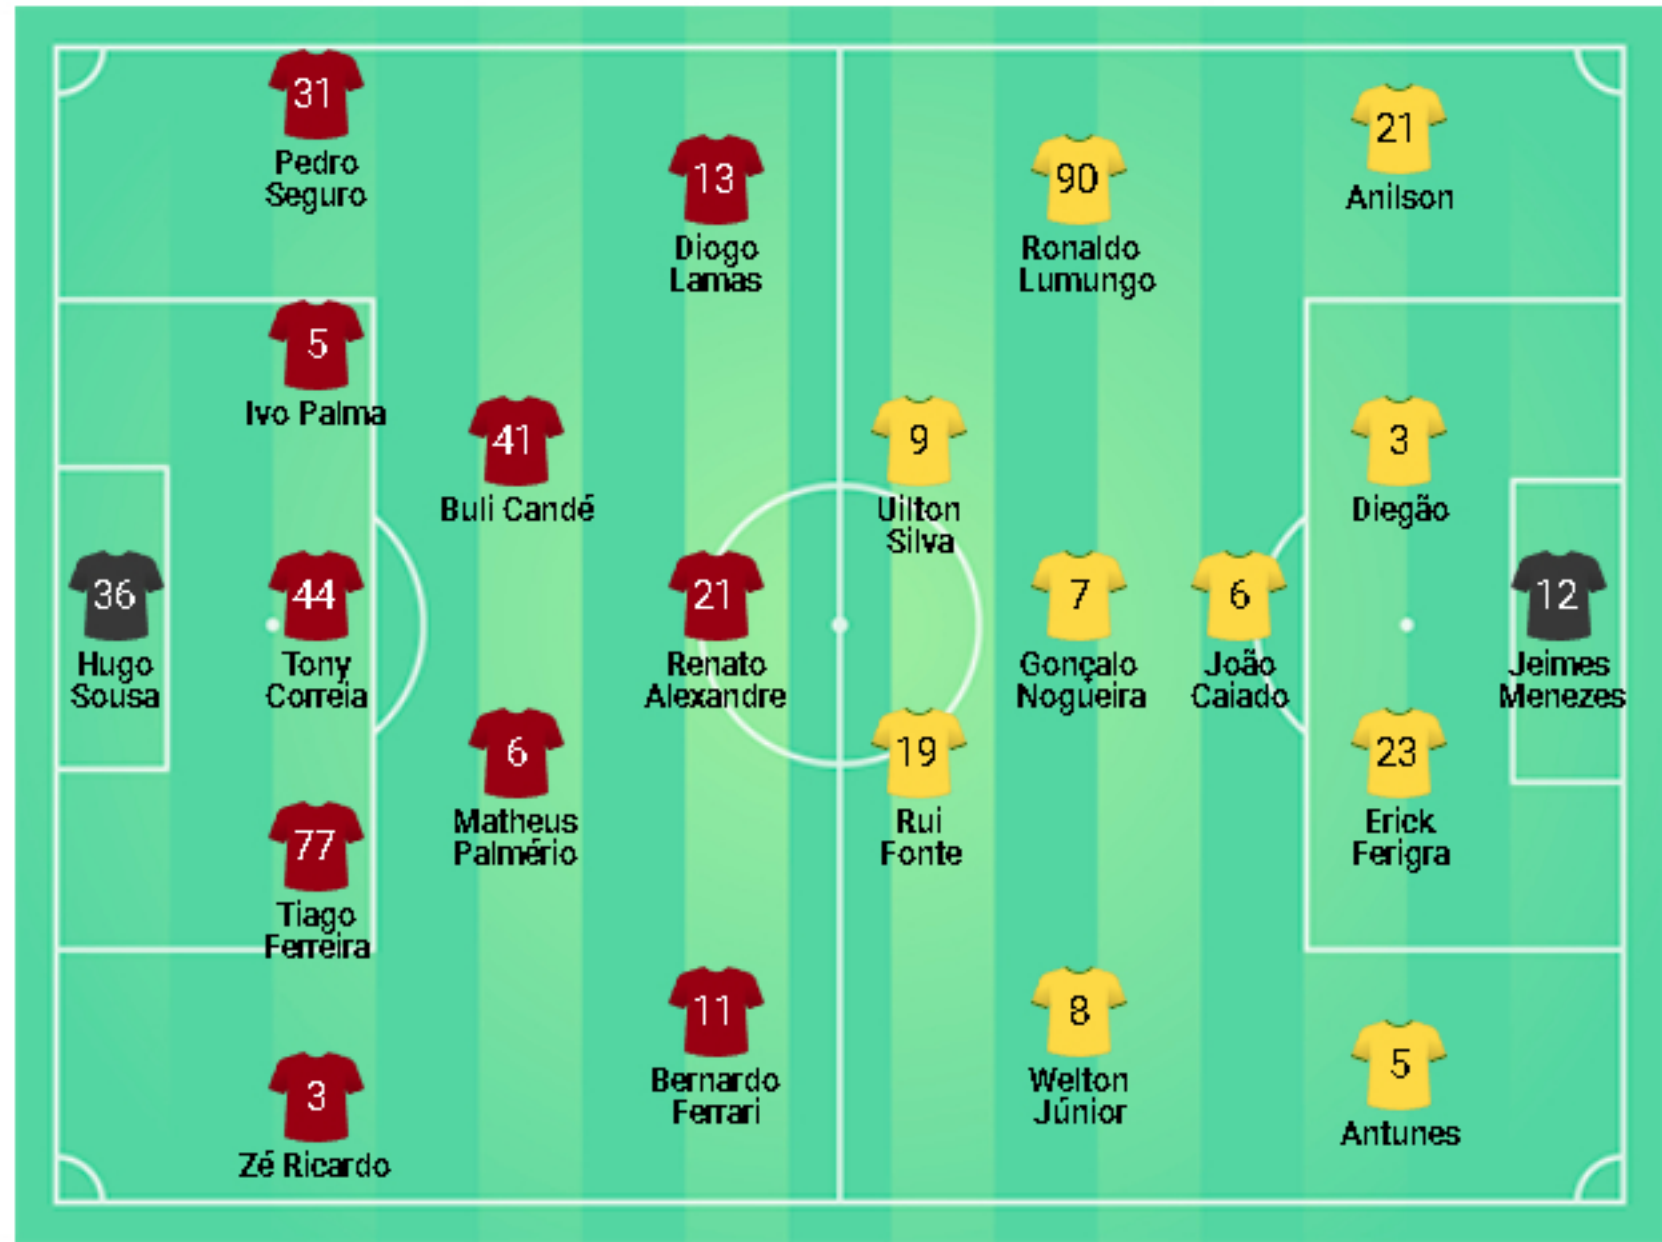 31
Pedro
Seguro
13
Diogo
Lamas
90
Ronaldo
Lumungo
21
Anilson
5
Ivo Palma
41
Buli Candé
9
Uilton
Silva
3
Diegão
36
Hugo
Sousa
44
Tony
Correia
21
Renato
Alexandre
7
Gonçalo
Nogueira
6
João
Caiado
12
Jeimes
Menezes
6
Matheus
Palmério
19
Rui
Fonte
23
Erick
Ferigra
77
Tiago
Ferreira
11
Bernardo
Ferrari
8
Welton
Júnior
5
Antunes
3
Zé Ricardo